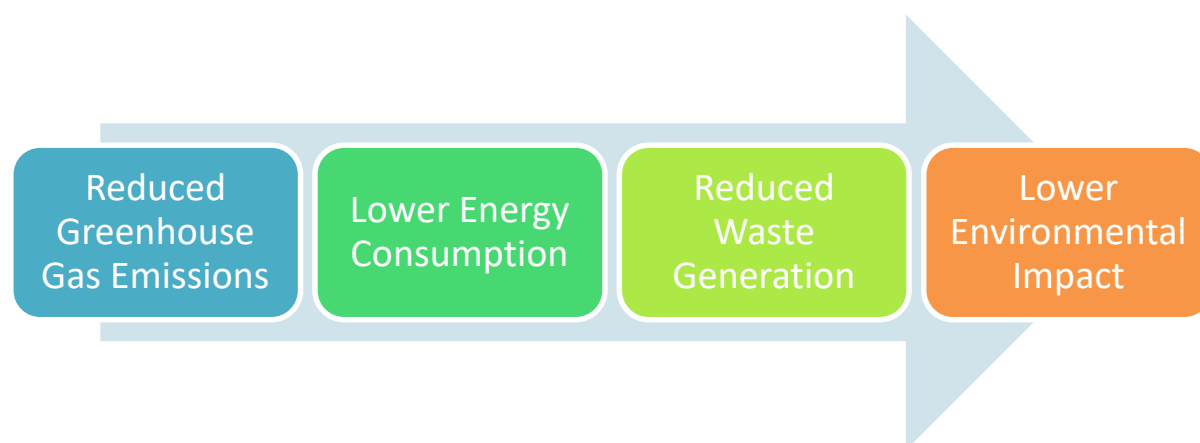 Reduced
Greenhouse
Gas Emissions
Lower Energy
Consumption
Reduced
Waste
Generation
Lower
Environmental
Impact